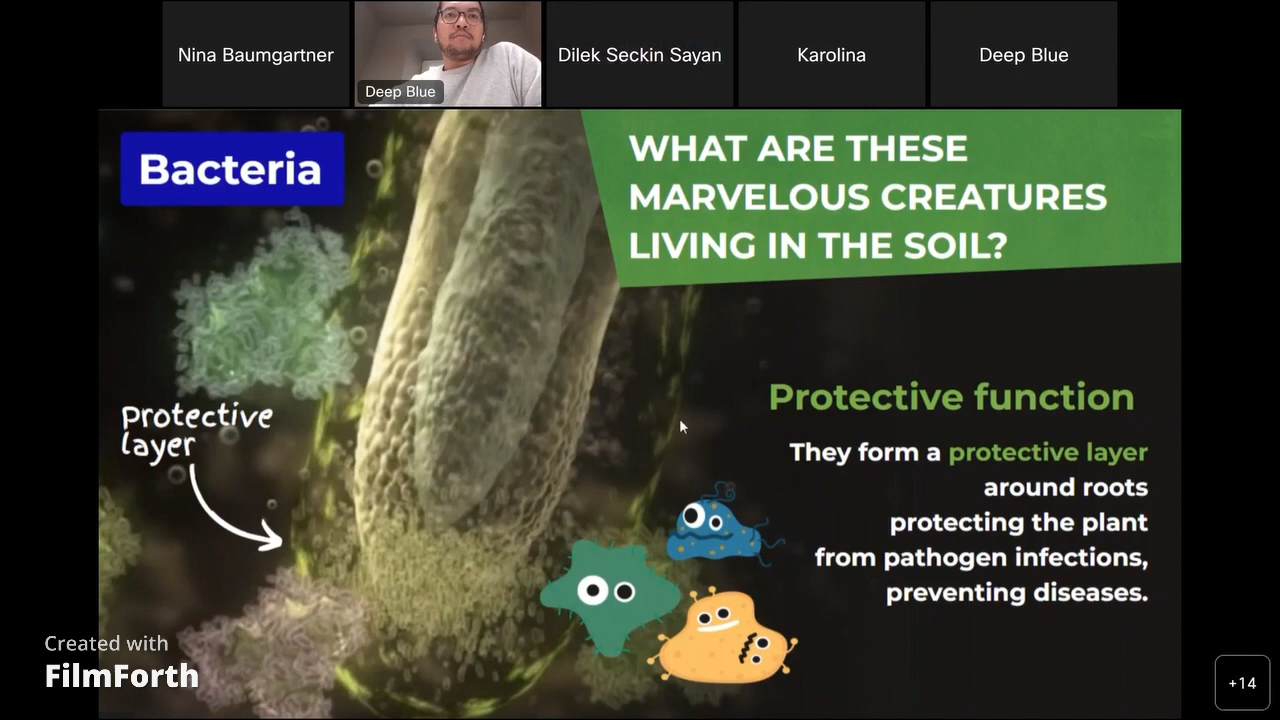 Nina Baumgartner
Deep Blue
Dilek Seckin Sayan
Karolina
Deep Blue
Bacteria
WHAT ARE THESE
MARVELOUS CREATURES
LIVING IN THE SOIL?
Protective
layer
Protective function
They form a protective layer
around roots
protecting the plant
from pathogen infections,
preventing diseases.
Created with
FilmForth
+14